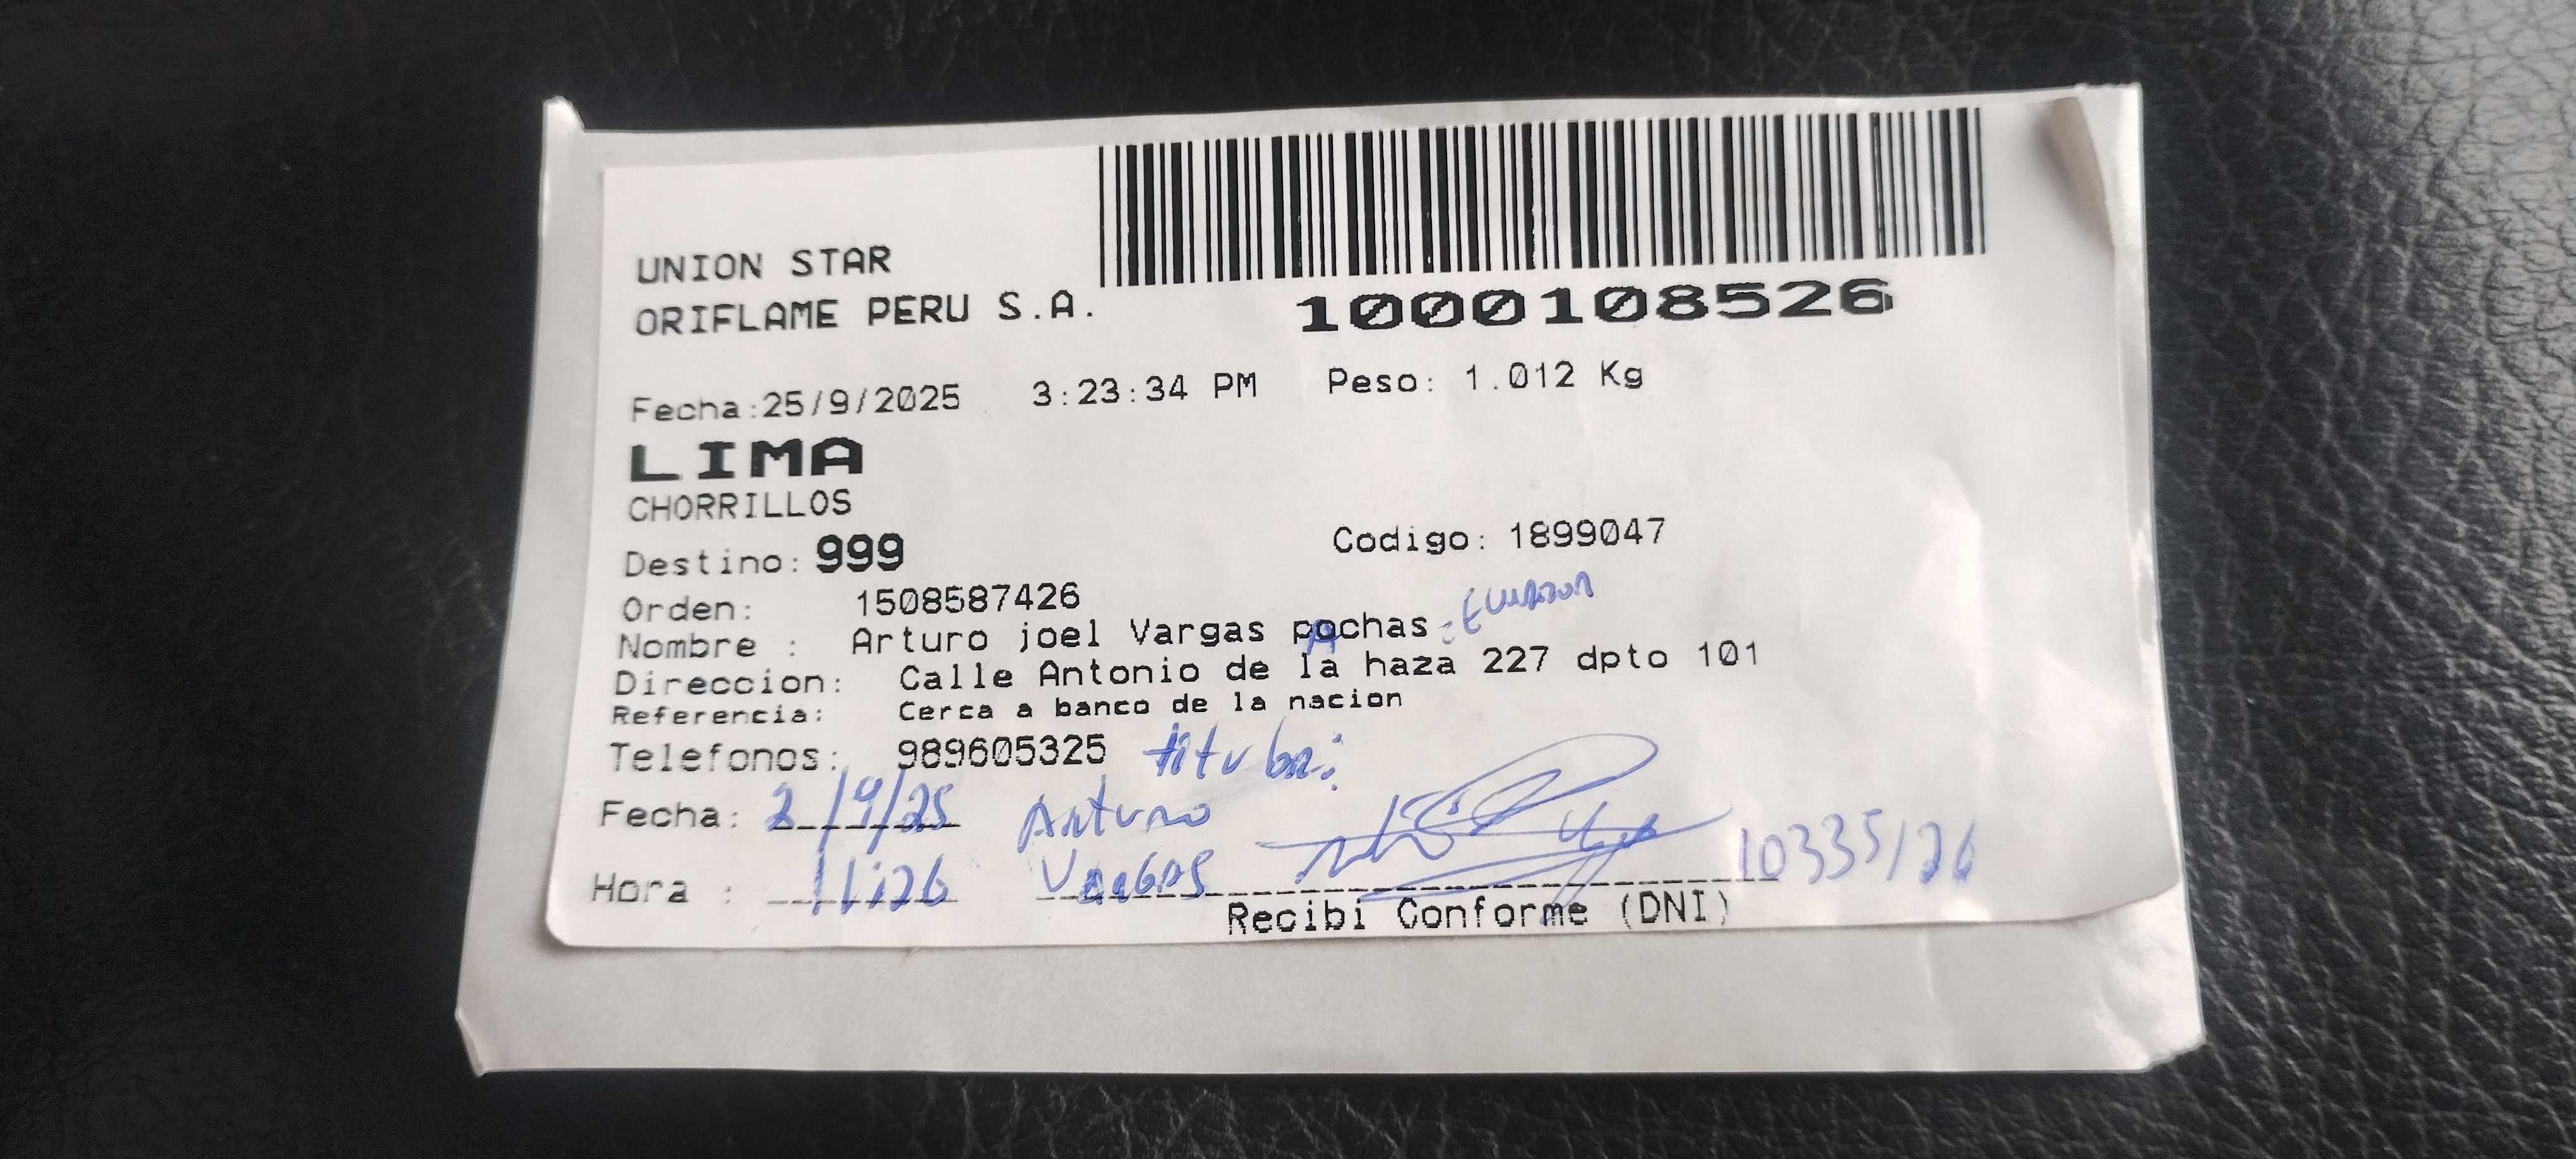 UNION STAR
ORIFLAME PERU S.A.
1000108526
Fecha:25/9/2025 3:23:34 PM Peso: 1.012 Kg
LIMA
CHORRILLOS
Destino: 999 Codigo: 1899047
Orden: 1508587426
Nombre : Arturo joel Vargas pochas
Direccion: Calle Antonio de la haza 227 dpto 101
Referencia: Cerca a banco de la nacion
Telefonos: 989605325
Fecha: Arturo
Hora : Vargas
Recibi Conforme (DNI)